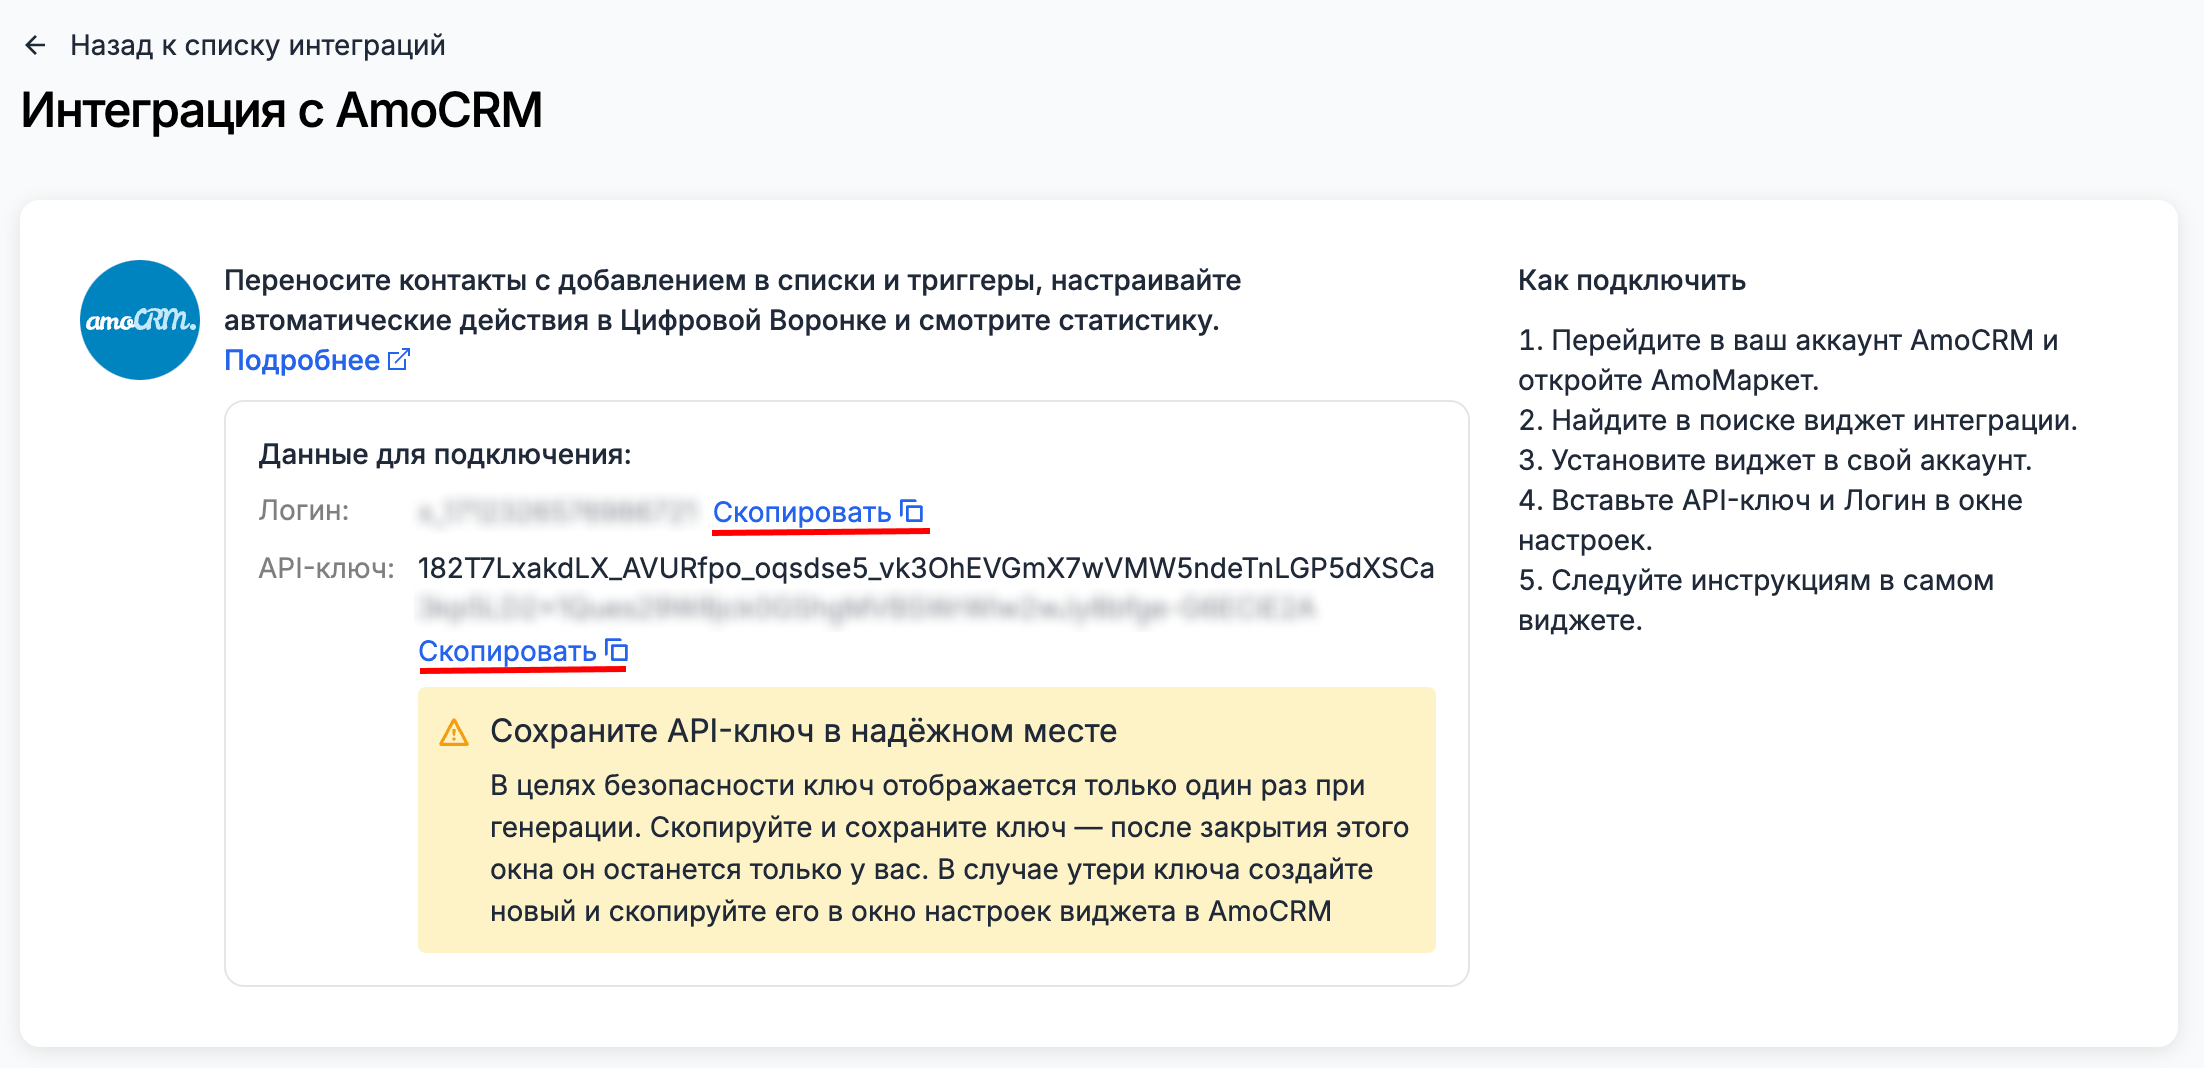 Назад к списку интеграций
Интеграция с AmoCRM
amoCRM.
Переносите контакты с добавлением в списки и триггеры, настраивайте
автоматические действия в Цифровой Воронке и смотрите статистику.
Подробнее
Данные для подключения:
Логин:
Скопировать
API-ключ: 182T7LxakdLX_AVURfpo_oqsdse5_vk3OhEVGmX7wVMW5ndeTnLGP5dXSCa
Скопировать
Сохраните API-ключ в надёжном месте
В целях безопасности ключ отображается только один раз при
генерации. Скопируйте и сохраните ключ — после закрытия этого
окна он останется только у вас. В случае утери ключа создайте
новый и скопируйте его в окно настроек виджета в AmoCRM
Как подключить
1. Перейдите в ваш аккаунт AmoCRM и
откройте AmoМаркет.
2. Найдите в поиске виджет интеграции.
3. Установите виджет в свой аккаунт.
4. Вставьте API-ключ и Логин в окне
настроек.
5. Следуйте инструкциям в самом
виджете.